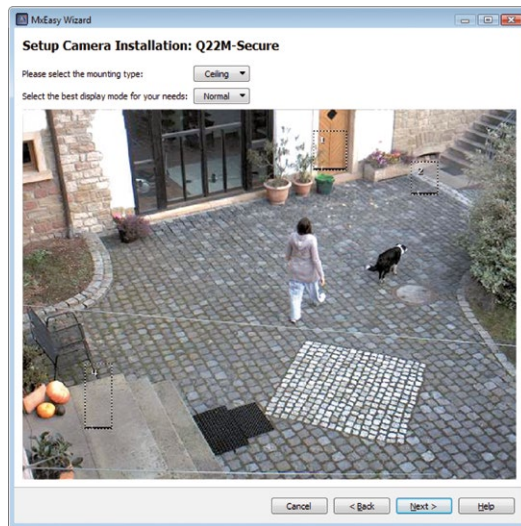 MxEasy Wizard
Setup Camera Installation: Q22M-Secure
Please select the mounting type: Ceiling
Select the best display mode for your needs: Normal
Cancel < Back Next > Help